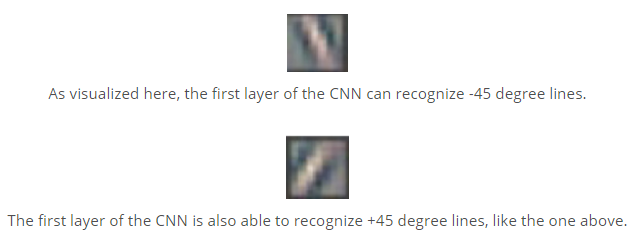 As visualized here, the first layer of the CNN can recognize -45 degree lines.
The first layer of the CNN is also able to recognize +45 degree lines, like the one above.